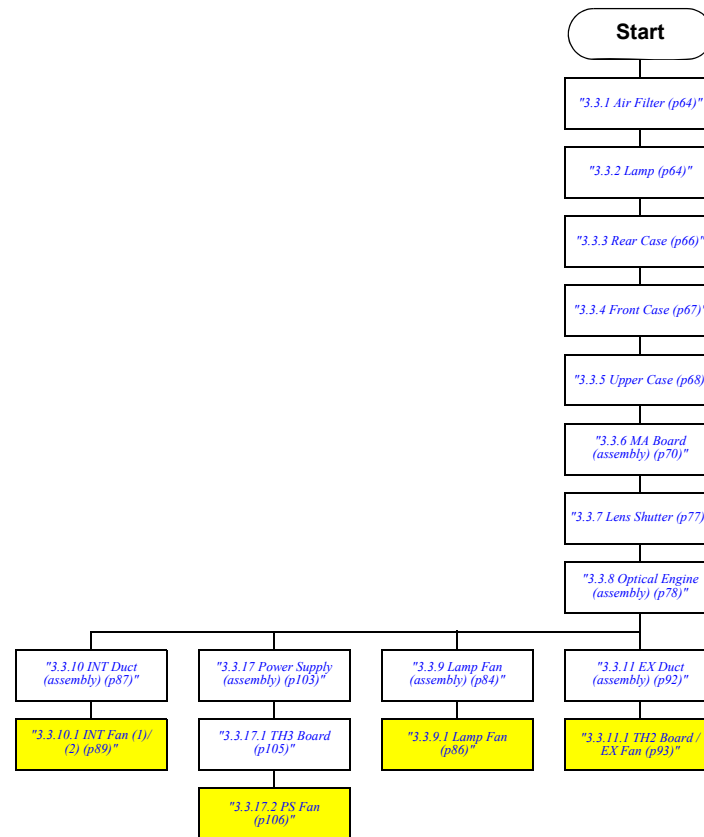 Start
"3.3.1 Air Filter (p64)"
"3.3.2 Lamp (p64)"
"3.3.3 Rear Case (p66)"
"3.3.4 Front Case (p67)"
"3.3.5 Upper Case (p68)
"3.3.6 MA Board
(assembly) (p70)"
"3.3.7 Lens Shutter (p77)
"3.3.8 Optical Engine
(assembly) (p78)"
"3.3.10 INT Duct
(assembly) (p87)"
"3.3.17 Power Supply
(assembly) (p103)"
"3.3.9 Lamp Fan
(assembly) (p84)"
"3.3.11 EX Duct
(assembly) (p92)"
"3.3.10.1 INT Fan (1)/
(2) (p89)"
"3.3.17.1 TH3 Board
(p105)"
"3.3.9.1 Lamp Fan
(p86)"
"3.3.11.1 TH2 Board /
EX Fan (p93)"
"3.3.17.2 PS Fan
(p106)"